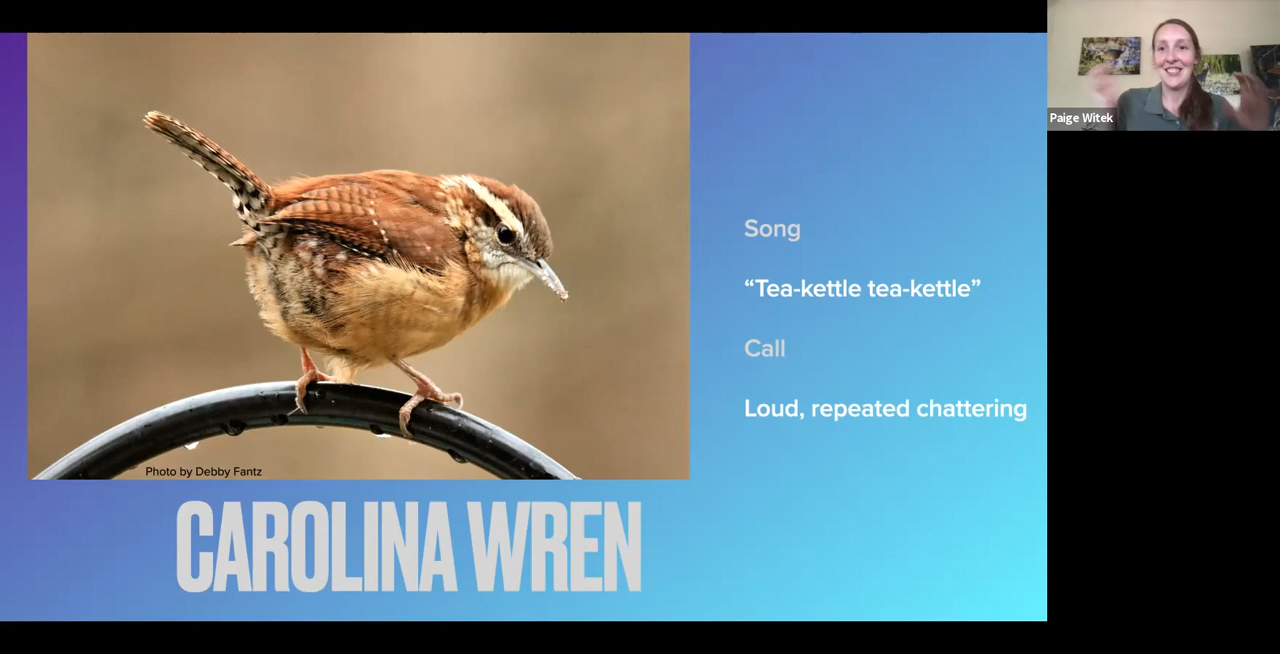 Paige Witek
Song
“Tea-kettle tea-kettle”
Call
Loud, repeated chattering
Photo by Debby Fantz
CAROLINA WREN